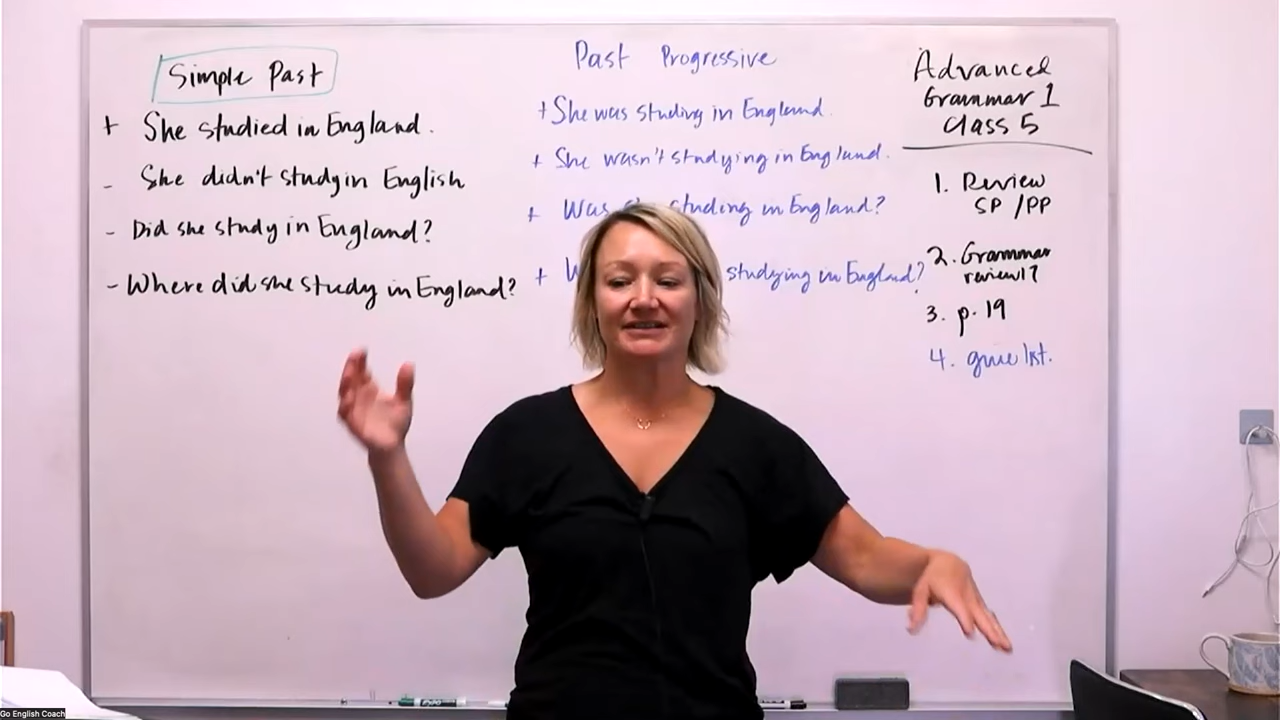 Simple Past
+ She studied in England.
- She didn't study in English
- Did she study in England?
- Where did she study in England?
Past Progressive
+ She was studing in England.
+ She wasn't studying in England.
+ Was studing in England?
+ studying in England?
Advanced
Grammar 1
Class 5
1. Review
SP / PP
2. Grammar
review 1?
3. p. 19
4.
EXPO
Go English Coach